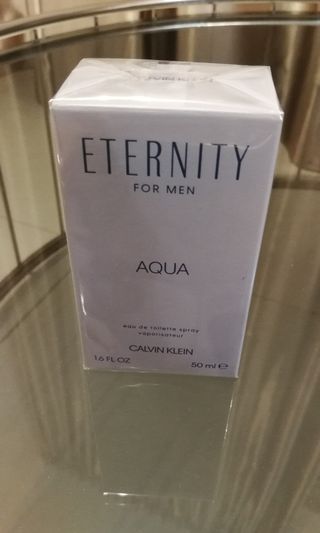 ETERNITY
FOR MEN
AQUA
eau de toilette spray
vaporisateur
CALVIN KLEIN
1.6 FL OZ 50 ml ℮